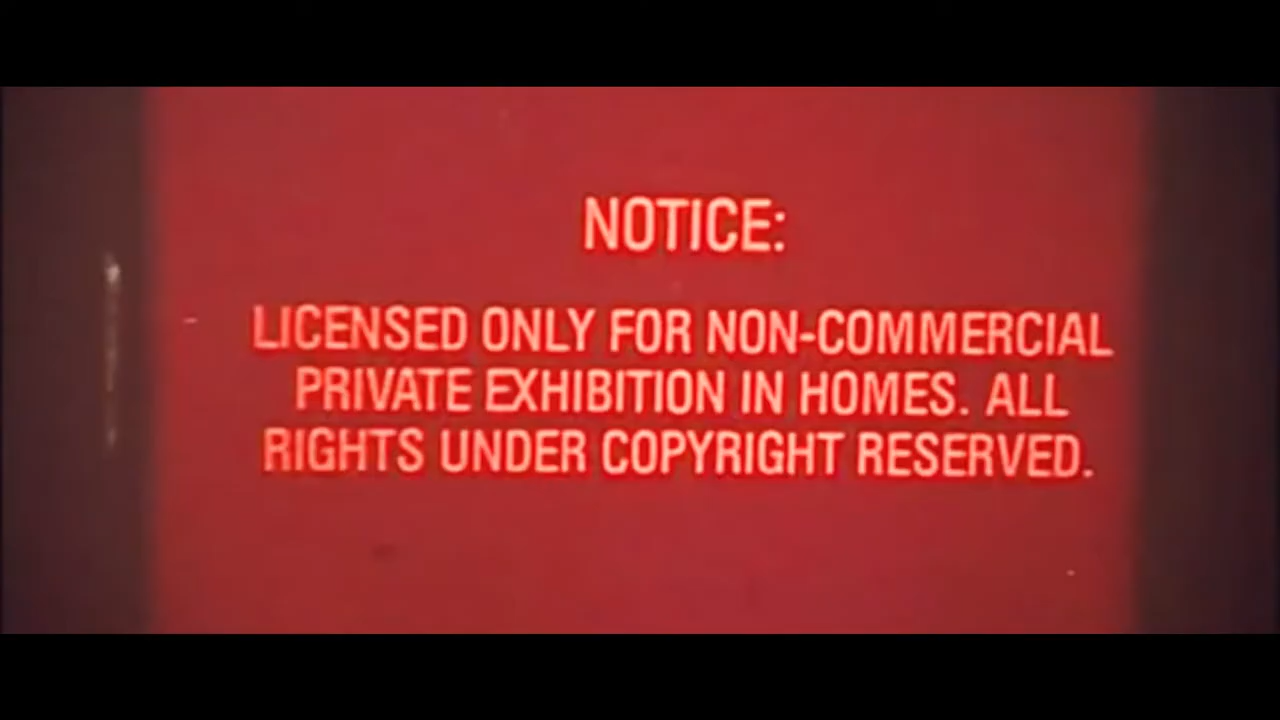 NOTICE:
LICENSED ONLY FOR NON-COMMERCIAL
PRIVATE EXHIBITION IN HOMES. ALL
RIGHTS UNDER COPYRIGHT RESERVED.